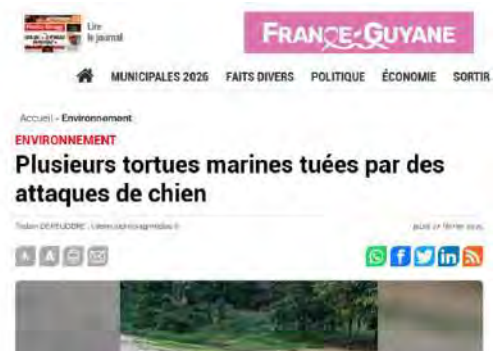 Lire
le journal
FRANCE-GUYANE
MUNICIPALES 2026 FAITS DIVERS POLITIQUE ÉCONOMIE SORTIR
Accueil - Environnement
ENVIRONNEMENT
Plusieurs tortues marines tuées par des
attaques de chien
A A